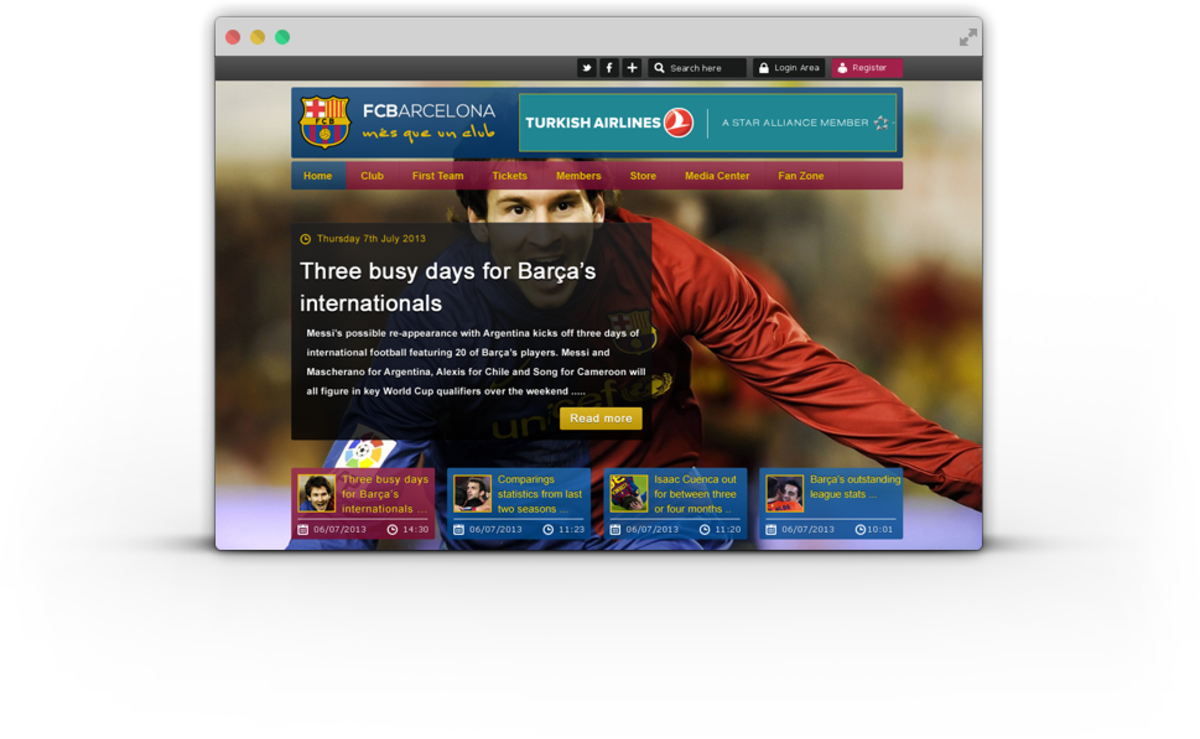 Search here
Login Area
Register
FCB
FCBARCELONA
més que un club
TURKISH AIRLINES
A STAR ALLIANCE MEMBER
Home
Club
First Team
Tickets
Members
Store
Media Center
Fan Zone
Thursday 7th July 2013
Three busy days for Barça's
internationals
Messi's possible re-appearance with Argentina kicks off three days of
international football featuring 20 of Barça's players. Messi and
Mascherano for Argentina, Alexis for Chile and Song for Cameroon will
all figure in key World Cup qualifiers over the weekend .....
unicef
Read more
Three busy days
for Barça's
internationals ...
06/07/2013
14:30
Comparings
statistics from last
two seasons ...
06/07/2013
11:23
Isaac Cuenca out
for between three
or four months ..
06/07/2013
11:20
Barça's outstanding
league stats ...
06/07/2013
10:01